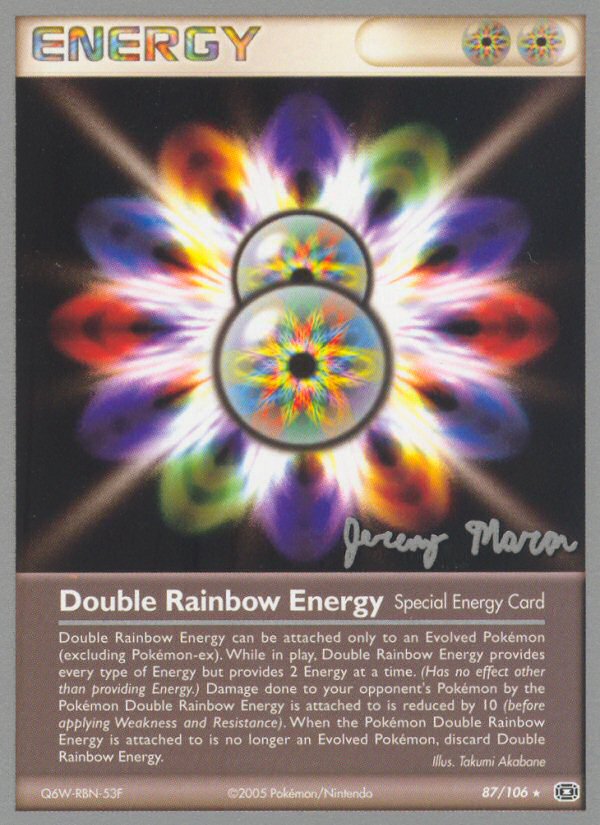 ENERGY
Jeremy Maron
Double Rainbow Energy Special Energy Card
Double Rainbow Energy can be attached only to an Evolved Pokémon
(excluding Pokémon-ex). While in play, Double Rainbow Energy provides
every type of Energy but provides 2 Energy at a time. (Has no effect other
than providing Energy.) Damage done to your opponent's Pokémon by the
Pokémon Double Rainbow Energy is attached to is reduced by 10 (before
applying Weakness and Resistance). When the Pokémon Double Rainbow
Energy is attached to is no longer an Evolved Pokémon, discard Double
Rainbow Energy.
Illus. Takumi Akabane
Q6W-RBN-53F ©2005 Pokémon/Nintendo 87/106 ★